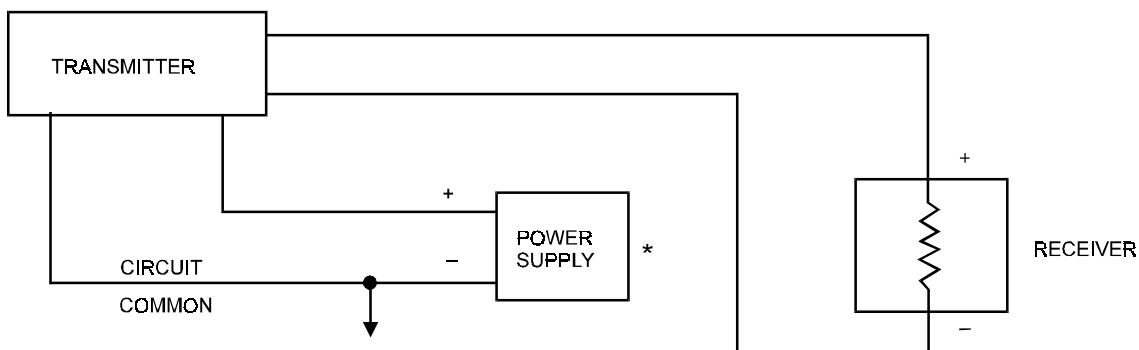 TRANSMITTER
+
+
POWER
SUPPLY
*
RECEIVER
–
CIRCUIT
COMMON
–